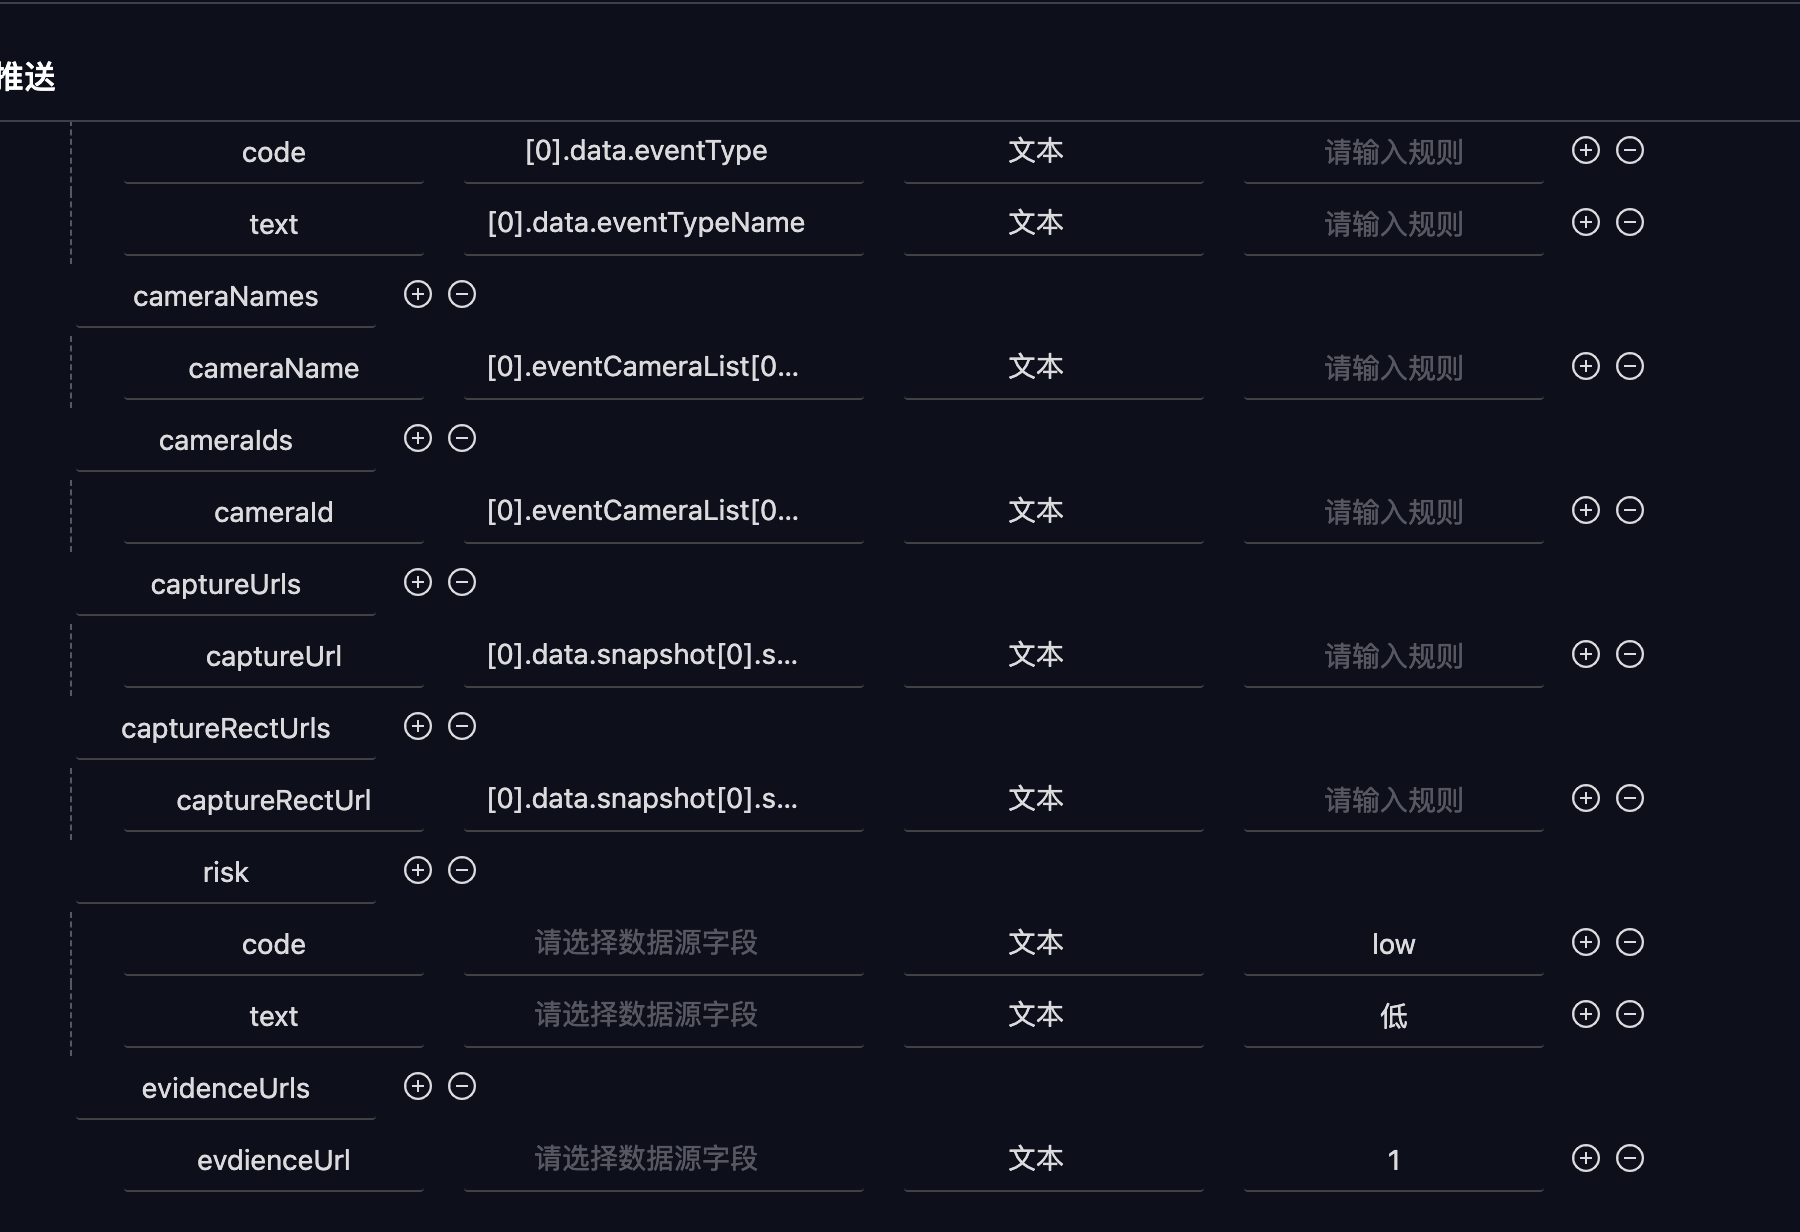 推送
code [0].data.eventType 文本 请输入规则
text [0].data.eventTypeName 文本 请输入规则
cameraNames
cameraName [0].eventCameraList[0... 文本 请输入规则
cameraIds
cameraId [0].eventCameraList[0... 文本 请输入规则
captureUrls
captureUrl [0].data.snapshot[0].s... 文本 请输入规则
captureRectUrls
captureRectUrl [0].data.snapshot[0].s... 文本 请输入规则
risk
code 请选择数据源字段 文本 low
text 请选择数据源字段 文本 低
evidenceUrls
evdienceUrl 请选择数据源字段 文本 1